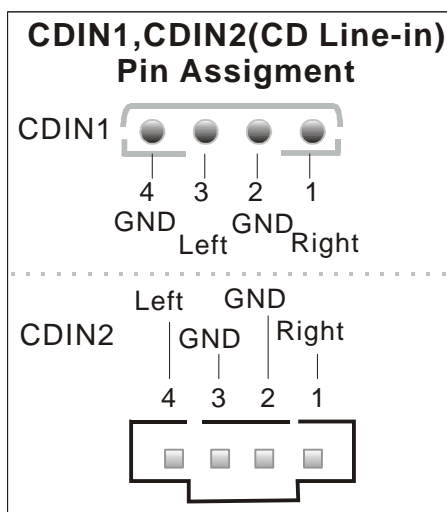 CDIN1,CDIN2(CD Line-in)
Pin Assigment
CDIN1
4 3 2 1
GND Left GND Right
CDIN2
Left GND GND Right
4 3 2 1